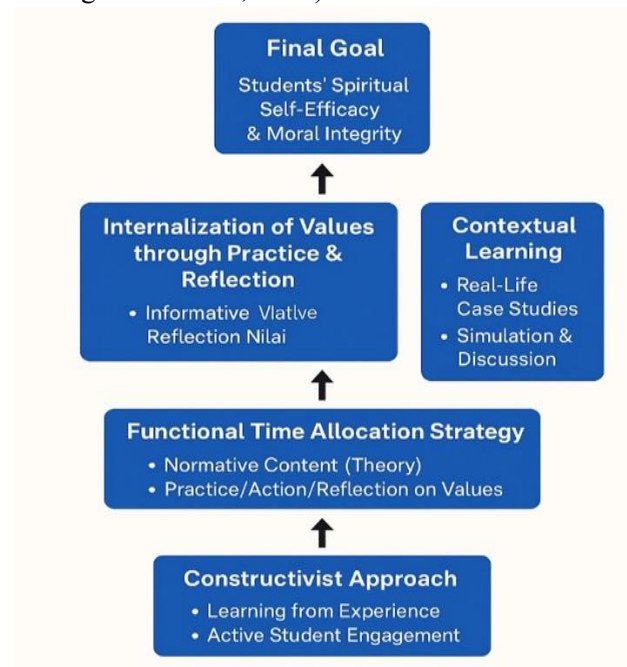 Final Goal
Students' Spiritual
Self-Efficacy
& Moral Integrity
Internalization of Values
through Practice &
Reflection
• Informative Vlatlve
Reflection Nilai
Contextual
Learning
• Real-Life
Case Studies
• Simulation &
Discussion
Functional Time Allocation Strategy
• Normative Content (Theory)
• Practice/Action/Reflection on Values
Constructivist Approach
• Learning from Experience
• Active Student Engagement